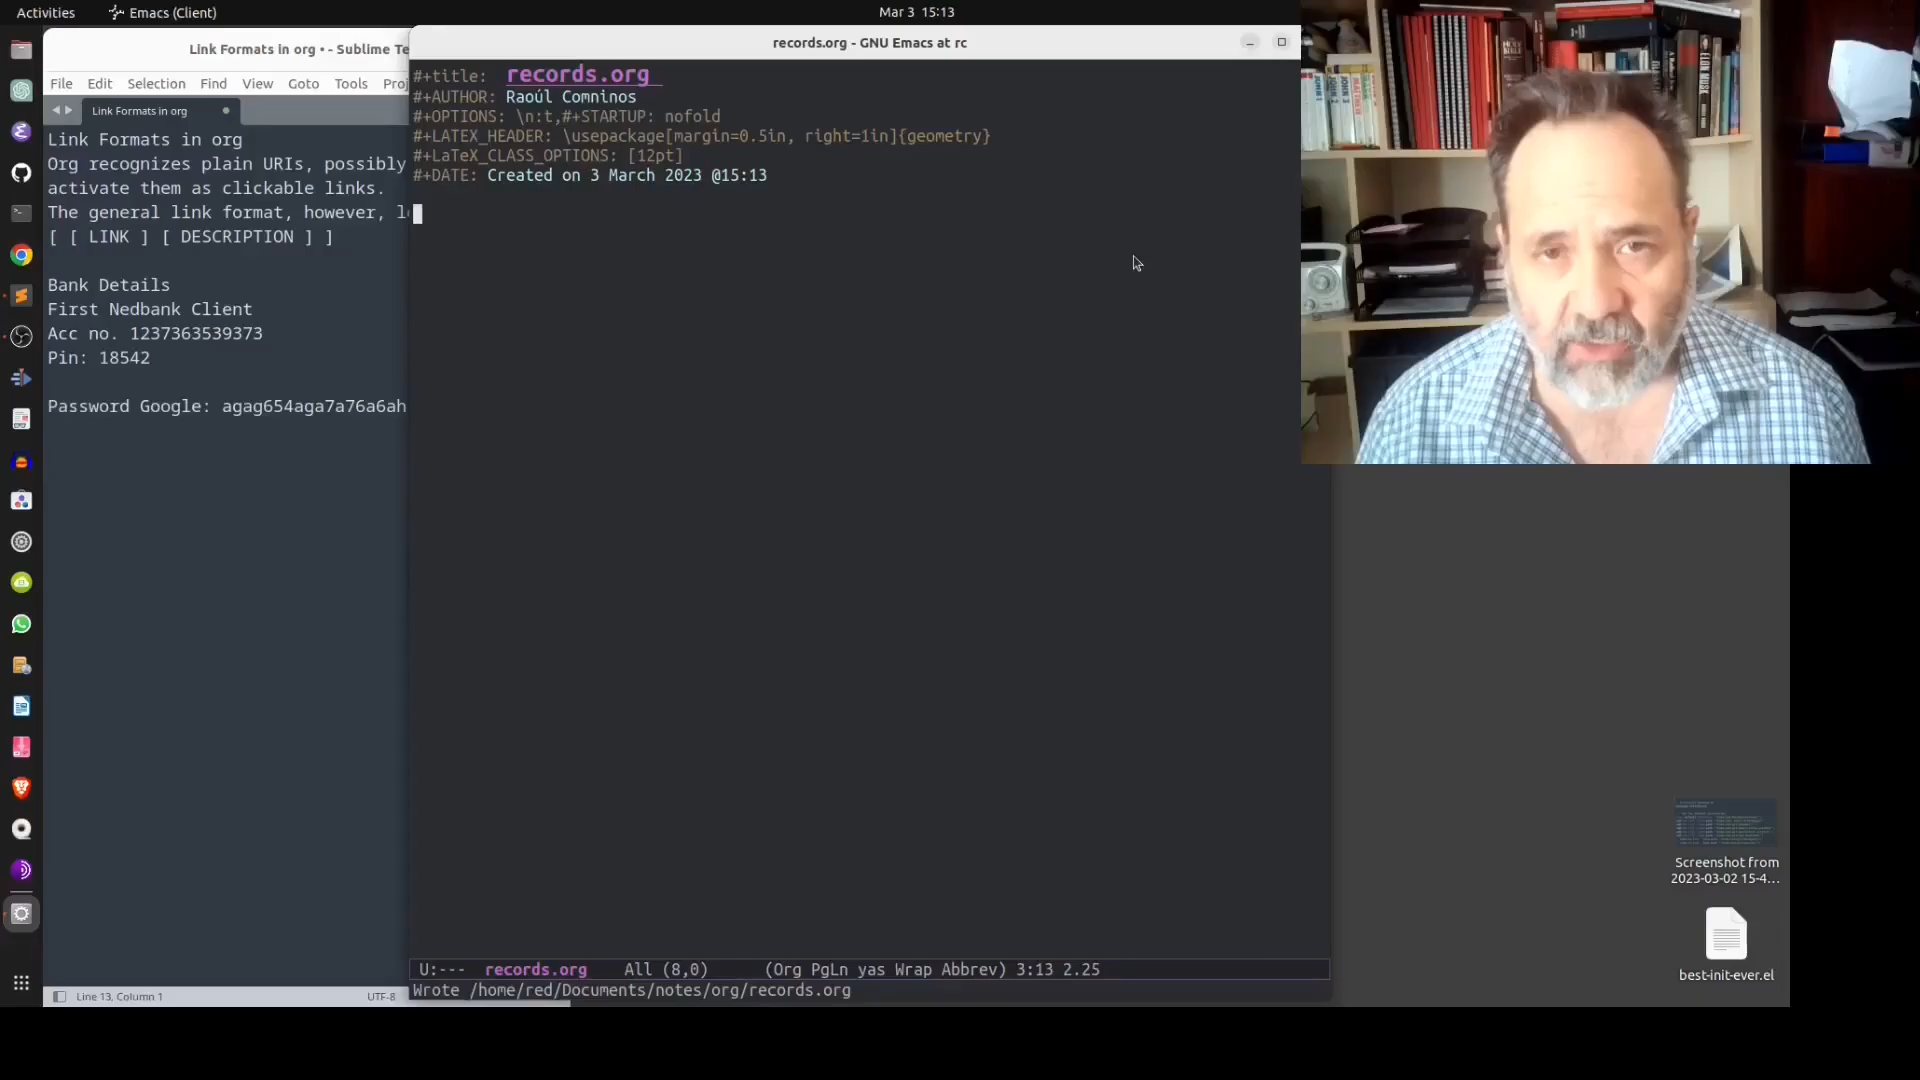 Activities
Emacs (Client)
Mar 3 15:13
Link Formats in org • - Sublime Te
File Edit Selection Find View Goto Tools Proj
Link Formats in org
Link Formats in org
Org recognizes plain URIs, possibly
activate them as clickable links.
The general link format, however, l
[ [ LINK ] [ DESCRIPTION ] ]
Bank Details
First Nedbank Client
Acc no. 1237363539373
Pin: 18542
Password Google: agag654aga7a76a6ah
Line 13, Column 1
UTF-8
records.org - GNU Emacs at rc
#+title: records.org
#+AUTHOR: Raoúl Comninos
#+OPTIONS: \n:t,#+STARTUP: nofold
#+LATEX_HEADER: \usepackage[margin=0.5in, right=1in]{geometry}
#+LaTeX_CLASS_OPTIONS: [12pt]
#+DATE: Created on 3 March 2023 @15:13
U:--- records.org All (8,0) (Org PgLn yas Wrap Abbrev) 3:13 2.25
Wrote /home/red/Documents/notes/org/records.org
HOLY BIBLE
ELON MUSK
Screenshot from
2023-03-02 15-4...
best-init-ever.el